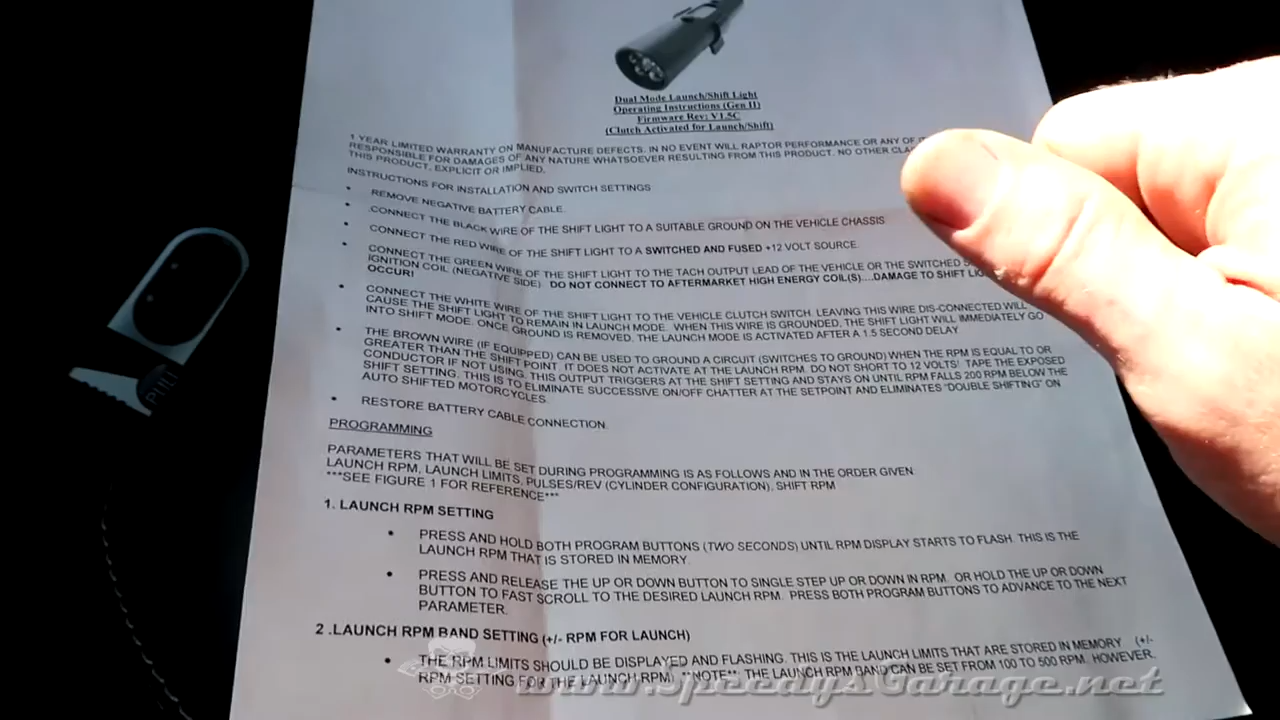 Dual Mode Launch/Shift Light
Operating Instructions (Gen II)
Firmware Rev: V1.5C
(Clutch Activated for Launch/Shift)
1 YEAR LIMITED WARRANTY ON MANUFACTURE DEFECTS. IN NO EVENT WILL RAPTOR PERFORMANCE OR ANY OF
RESPONSIBLE FOR DAMAGES OF ANY NATURE WHATSOEVER RESULTING FROM THIS PRODUCT. NO OTHER
THIS PRODUCT, EXPLICIT OR IMPLIED.
INSTRUCTIONS FOR INSTALLATION AND SWITCH SETTINGS
• REMOVE NEGATIVE BATTERY CABLE.
• .CONNECT THE BLACK WIRE OF THE SHIFT LIGHT TO A SUITABLE GROUND ON THE VEHICLE CHASSIS
• CONNECT THE RED WIRE OF THE SHIFT LIGHT TO A SWITCHED AND FUSED +12 VOLT SOURCE.
• CONNECT THE GREEN WIRE OF THE SHIFT LIGHT TO THE TACH OUTPUT LEAD OF THE VEHICLE OR THE SWITCHED
IGNITION COIL (NEGATIVE SIDE). DO NOT CONNECT TO AFTERMARKET HIGH ENERGY COIL(S)....DAMAGE TO SHIFT
OCCUR!
• CONNECT THE WHITE WIRE OF THE SHIFT LIGHT TO THE VEHICLE CLUTCH SWITCH. LEAVING THIS WIRE DIS-CONNECTED WILL
CAUSE THE SHIFT LIGHT TO REMAIN IN LAUNCH MODE. WHEN THIS WIRE IS GROUNDED, THE SHIFT LIGHT WILL IMMEDIATELY GO
INTO SHIFT MODE. ONCE GROUND IS REMOVED, THE LAUNCH MODE IS ACTIVATED AFTER A 1.5 SECOND DELAY.
• THE BROWN WIRE (IF EQUIPPED) CAN BE USED TO GROUND A CIRCUIT (SWITCHES TO GROUND) WHEN THE RPM IS EQUAL TO OR
GREATER THAN THE SHIFT POINT. IT DOES NOT ACTIVATE AT THE LAUNCH RPM. DO NOT SHORT TO 12 VOLTS! TAPE THE EXPOSED
CONDUCTOR IF NOT USING. THIS OUTPUT TRIGGERS AT THE SHIFT SETTING AND STAYS ON UNTIL RPM FALLS 200 RPM BELOW THE
SHIFT SETTING. THIS IS TO ELIMINATE SUCCESSIVE ON/OFF CHATTER AT THE SETPOINT AND ELIMINATES "DOUBLE SHIFTING" ON
AUTO SHIFTED MOTORCYCLES.
• RESTORE BATTERY CABLE CONNECTION.
PROGRAMMING
PARAMETERS THAT WILL BE SET DURING PROGRAMMING IS AS FOLLOWS AND IN THE ORDER GIVEN
LAUNCH RPM, LAUNCH LIMITS, PULSES/REV (CYLINDER CONFIGURATION), SHIFT RPM
***SEE FIGURE 1 FOR REFERENCE***
1. LAUNCH RPM SETTING
• PRESS AND HOLD BOTH PROGRAM BUTTONS (TWO SECONDS) UNTIL RPM DISPLAY STARTS TO FLASH. THIS IS THE
LAUNCH RPM THAT IS STORED IN MEMORY.
• PRESS AND RELEASE THE UP OR DOWN BUTTON TO SINGLE STEP UP OR DOWN IN RPM. OR HOLD THE UP OR DOWN
BUTTON TO FAST SCROLL TO THE DESIRED LAUNCH RPM. PRESS BOTH PROGRAM BUTTONS TO ADVANCE TO THE NEXT
PARAMETER.
2 .LAUNCH RPM BAND SETTING (+/- RPM FOR LAUNCH)
• THE RPM LIMITS SHOULD BE DISPLAYED AND FLASHING. THIS IS THE LAUNCH LIMITS THAT ARE STORED IN MEMORY (+/-
RPM SETTING FOR THE LAUNCH RPM) **NOTE**: THE LAUNCH RPM BAND CAN BE SET FROM 100 TO 500 RPM. HOWEVER,
www.SpeedysGarage.net